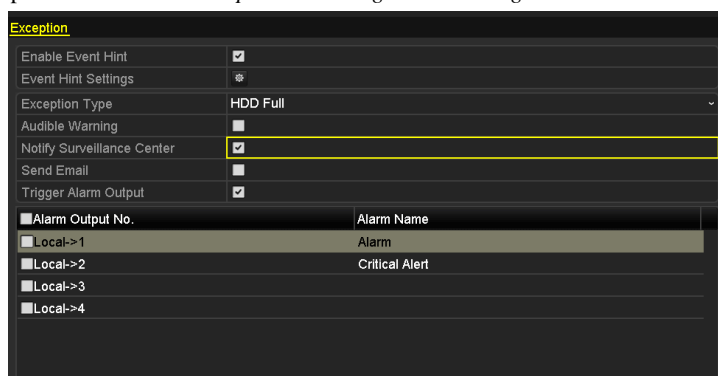 Exception
Enable Event Hint
Event Hint Settings
Exception Type HDD Full
Audible Warning
Notify Surveillance Center
Send Email
Trigger Alarm Output
Alarm Output No. Alarm Name
Local->1 Alarm
Local->2 Critical Alert
Local->3
Local->4